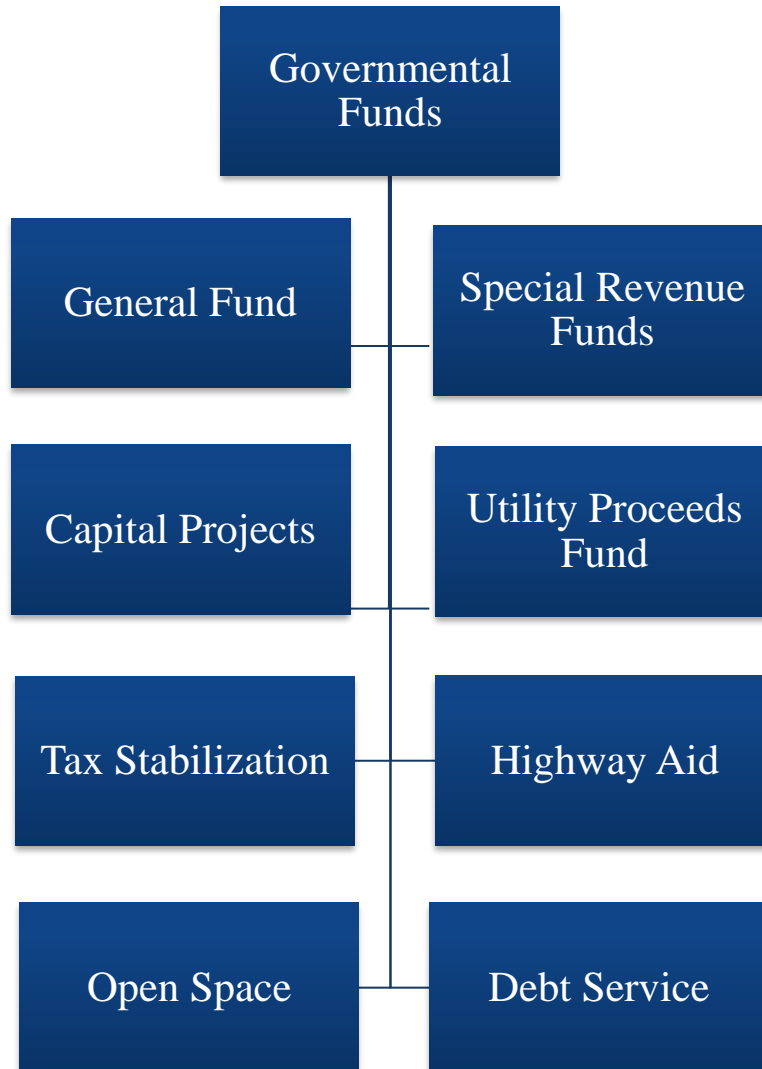 Governmental
Funds
General Fund
Special Revenue
Funds
Capital Projects
Utility Proceeds
Fund
Tax Stabilization
Highway Aid
Open Space
Debt Service